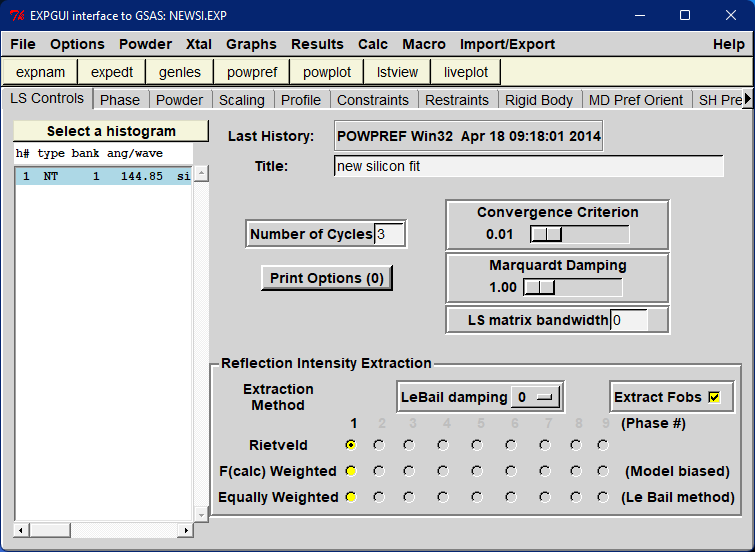 EXPGUI interface to GSAS: NEWSI.EXP
File Options Powder Xtal Graphs Results Calc Macro Import/Export Help
expnam expedt genles powpref powplot lstview liveplot
LS Controls Phase Powder Scaling Profile Constraints Restraints Rigid Body MD Pref Orient SH Pre
Select a histogram
h# type bank ang/wave
1 NT 1 144.85 si
Last History: POWPREF Win32 Apr 18 09:18:01 2014
Title: new silicon fit
Number of Cycles 3
Print Options (0)
Convergence Criterion
0.01
Marquardt Damping
1.00
LS matrix bandwidth 0
Reflection Intensity Extraction
Extraction
Method
LeBail damping 0
Extract Fobs
1 2 3 4 5 6 7 8 9 (Phase #)
Rietveld
F(calc) Weighted (Model biased)
Equally Weighted (Le Bail method)